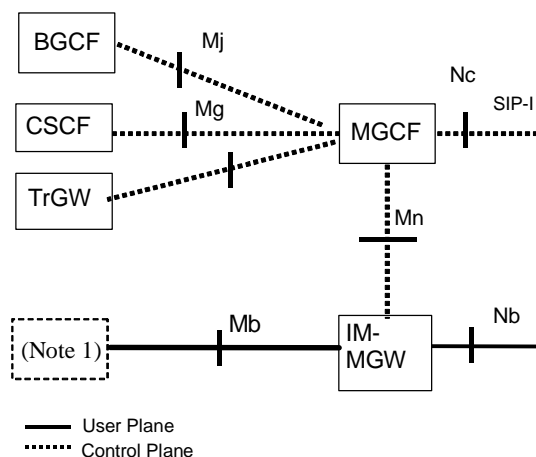 BGCF
Mj
Nc
CSCF
Mg
MGCF
SIP-I
TrGW
Mn
(Note 1)
Mb
IM-
MGW
Nb
User Plane
Control Plane